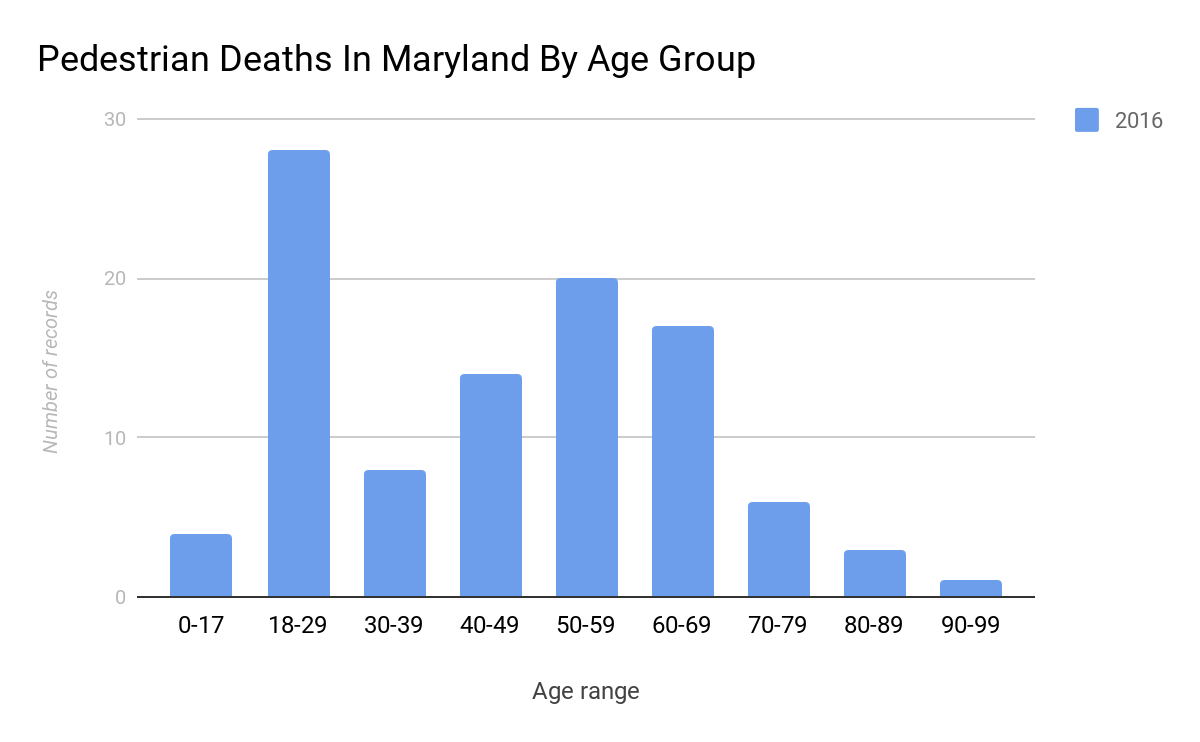 Pedestrian Deaths In Maryland By Age Group
30
2016
20
Number of records
10
0
0-17 18-29 30-39 40-49 50-59 60-69 70-79 80-89 90-99
Age range